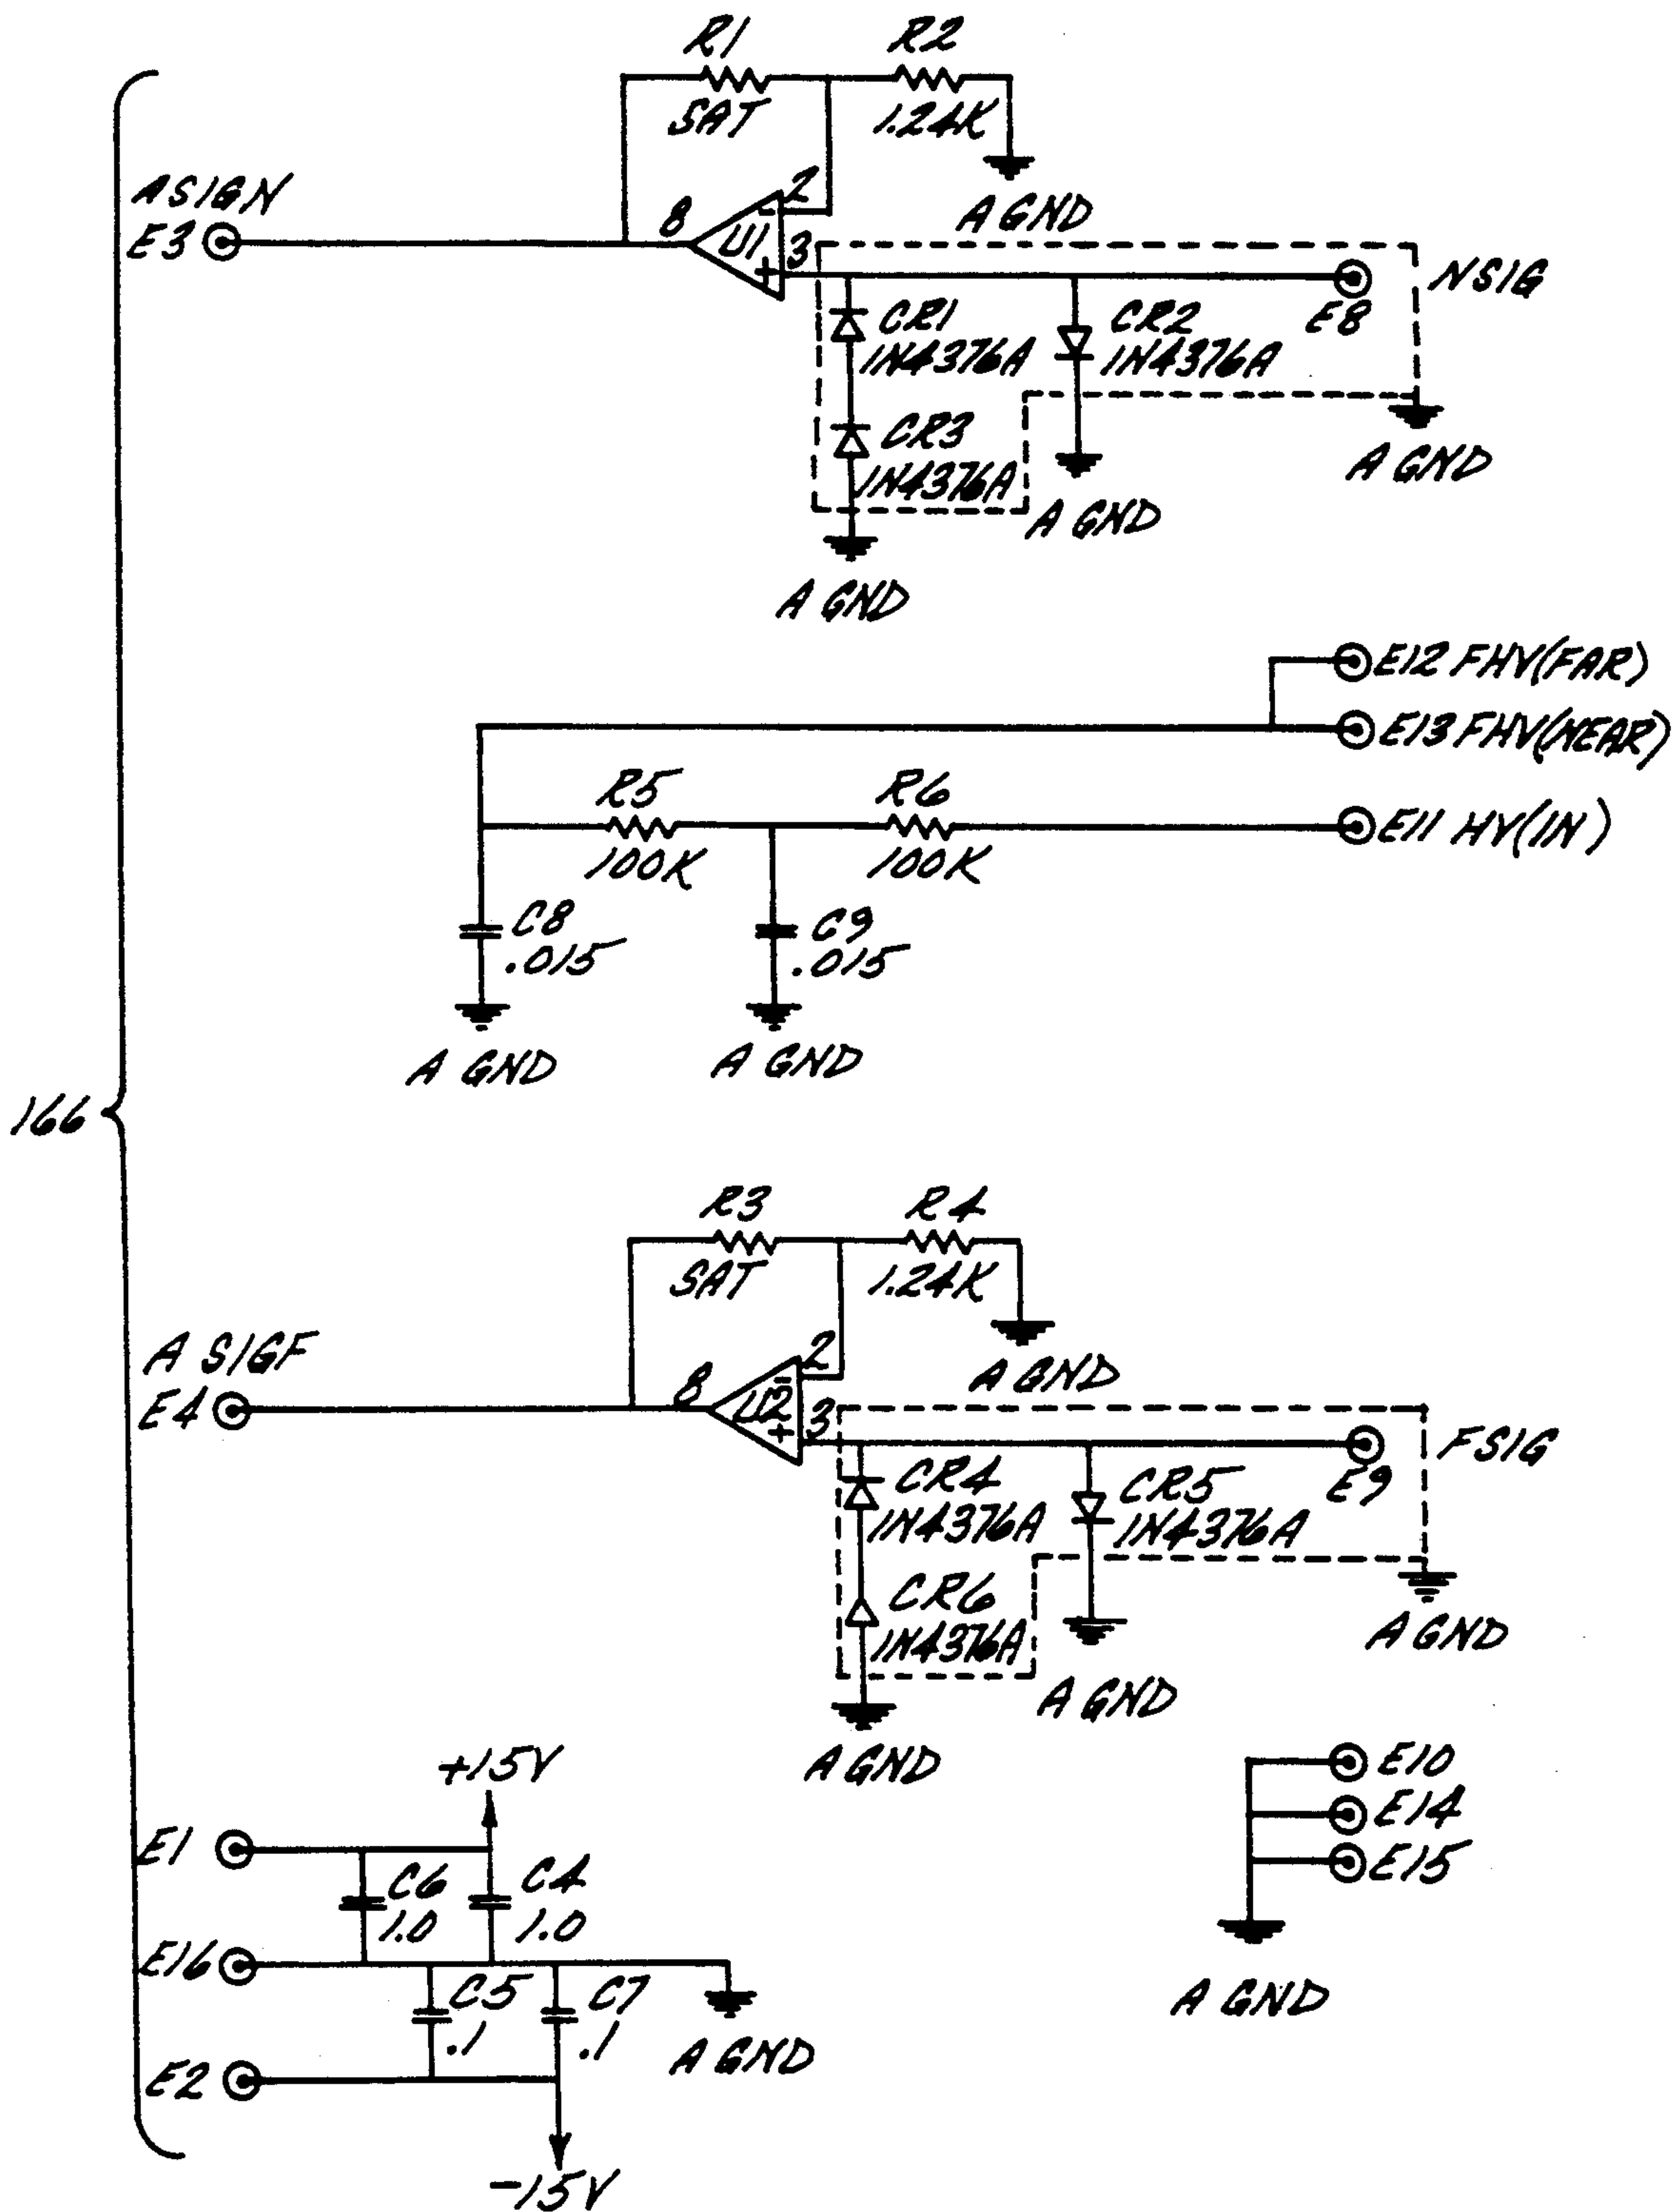 R1
R2
SAT
1.24K
ASIGN
E3
8
U1
-
2
+
3
A GND
NSIG
E8
CR1
1N4376A
CR2
1N4376A
CR3
1N4376A
A GND
A GND
A GND
E12 FHV(FAR)
E13 FHV(NEAR)
R5
R6
E11 HV(IN)
100K
100K
C8
.015
C9
.015
A GND
A GND
166
R3
R4
SAT
1.24K
A SIGF
E4
8
U2
-
2
+
3
A GND
FSIG
E9
CR4
1N4376A
CR5
1N4376A
CR6
1N4376A
A GND
A GND
A GND
+15V
E10
E14
E15
E1
C6
1.0
C4
1.0
E16
C5
.1
C7
.1
A GND
A GND
E2
-15V